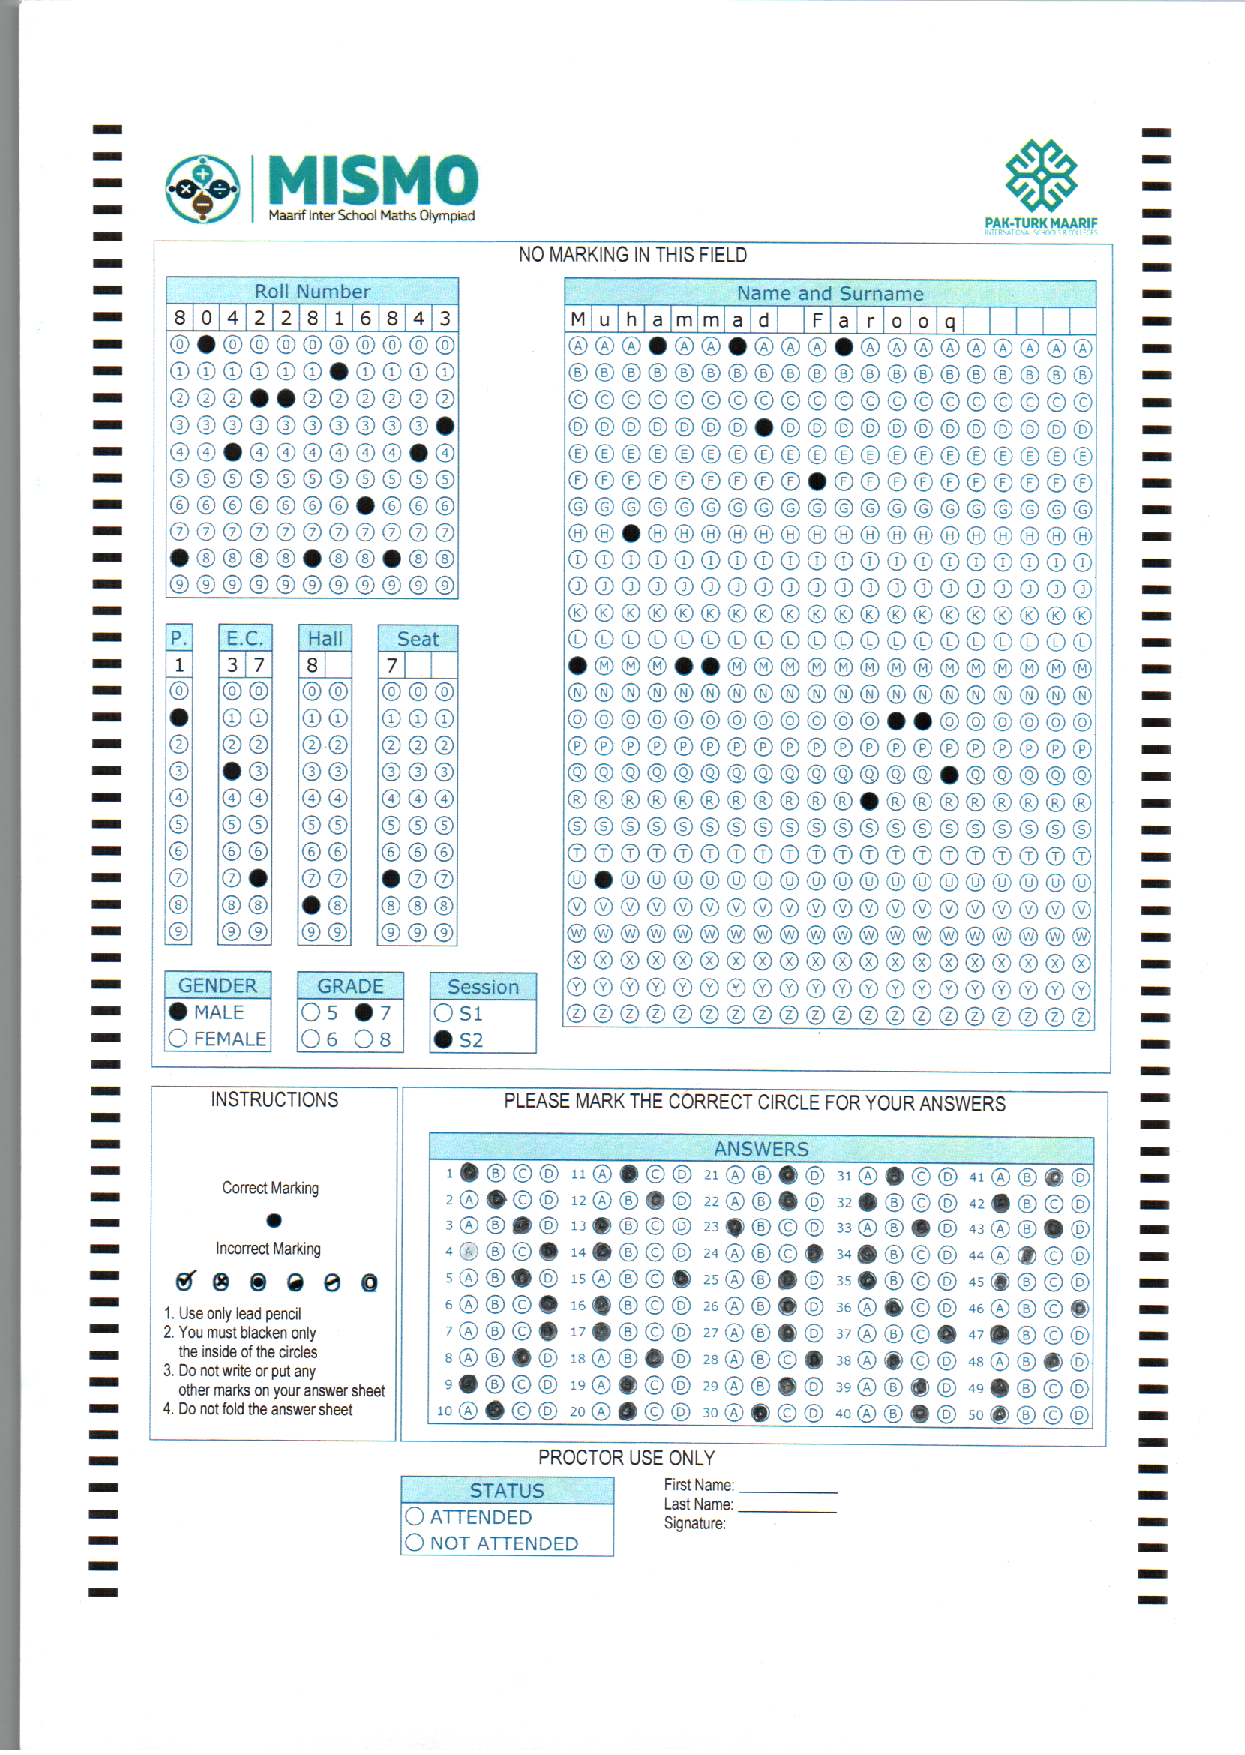 MISMO
Maarif Inter School Maths Olympiad
PAK-TURK MAARIF
INTERNATIONAL SCHOOLS & COLLEGES
NO MARKING IN THIS FIELD
Roll Number
8 0 4 2 2 8 1 6 8 4 3
Name and Surname
M u h a m m a d F a r o o q
P.
1
E.C.
3 7
Hall
8
Seat
7
GENDER
MALE
FEMALE
GRADE
5 7
6 8
Session
S1
S2
INSTRUCTIONS
Correct Marking
Incorrect Marking
1. Use only lead pencil
2. You must blacken only
the inside of the circles
3. Do not write or put any
other marks on your answer sheet
4. Do not fold the answer sheet
PLEASE MARK THE CORRECT CIRCLE FOR YOUR ANSWERS
ANSWERS
1 B C D 11 A C D 21 A B D 31 A C D 41 A B D
2 A C D 12 A B D 22 A B D 32 B C D 42 B C D
3 A B D 13 B C D 23 B C D 33 A B D 43 A B D
4 A B C 14 B C D 24 A B C 34 B C D 44 A C D
5 A B D 15 A B C 25 A B D 35 B C D 45 B C D
6 A B C 16 B C D 26 A B D 36 A C D 46 A B C
7 A B C 17 B C D 27 A B D 37 A B C 47 B C D
8 A B D 18 A B D 28 A B C 38 A C D 48 A B D
9 B C D 19 A C D 29 A B D 39 A B D 49 B C D
10 A C D 20 A C D 30 A C D 40 A B D 50 B C D
PROCTOR USE ONLY
STATUS
ATTENDED
NOT ATTENDED
First Name:
Last Name:
Signature: